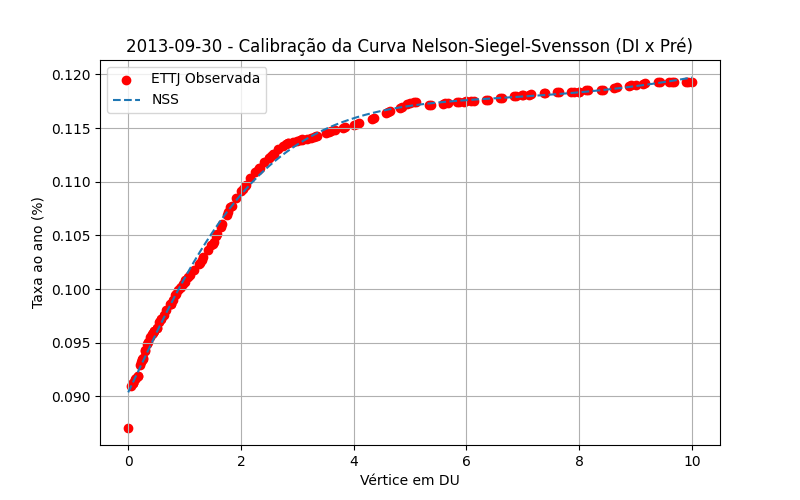 2013-09-30 - Calibração da Curva Nelson-Siegel-Svensson (DI x Pré)
ETTJ Observada
NSS
Taxa ao ano (%)
0.120
0.115
0.110
0.105
0.100
0.095
0.090
0
2
4
6
8
10
Vértice em DU